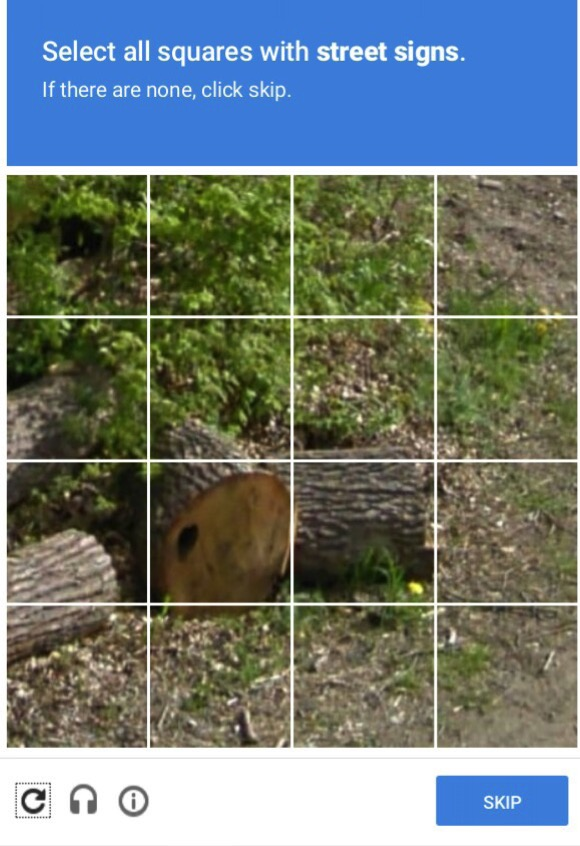 Select all squares with street signs.
If there are none, click skip.
SKIP